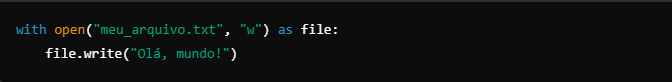 with open("meu_arquivo.txt", "w") as file:
    file.write("Olá, mundo!")